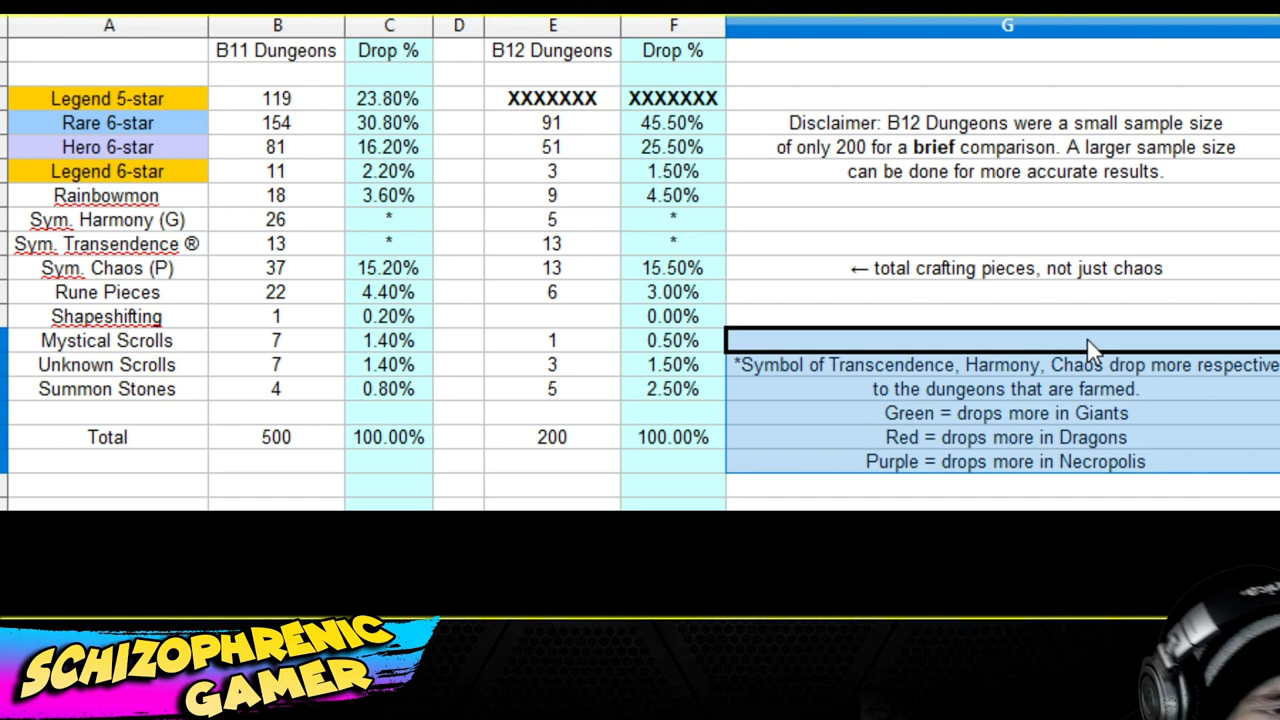 A B C D E F G
B11 Dungeons Drop % B12 Dungeons Drop %
Legend 5-star 119 23.80% XXXXXXX XXXXXXX
Rare 6-star 154 30.80% 91 45.50% Disclaimer: B12 Dungeons were a small sample size
Hero 6-star 81 16.20% 51 25.50% of only 200 for a brief comparison. A larger sample size
Legend 6-star 11 2.20% 3 1.50% can be done for more accurate results.
Rainbowmon 18 3.60% 9 4.50%
Sym. Harmony (G) 26 * 5 *
Sym. Transendence ® 13 * 13 *
Sym. Chaos (P) 37 15.20% 13 15.50% ← total crafting pieces, not just chaos
Rune Pieces 22 4.40% 6 3.00%
Shapeshifting 1 0.20% 0.00%
Mystical Scrolls 7 1.40% 1 0.50%
Unknown Scrolls 7 1.40% 3 1.50% *Symbol of Transcendence, Harmony, Chaos drop more respective
Summon Stones 4 0.80% 5 2.50% to the dungeons that are farmed.
Green = drops more in Giants
Total 500 100.00% 200 100.00% Red = drops more in Dragons
Purple = drops more in Necropolis
SCHIZOPHRENIC
GAMER